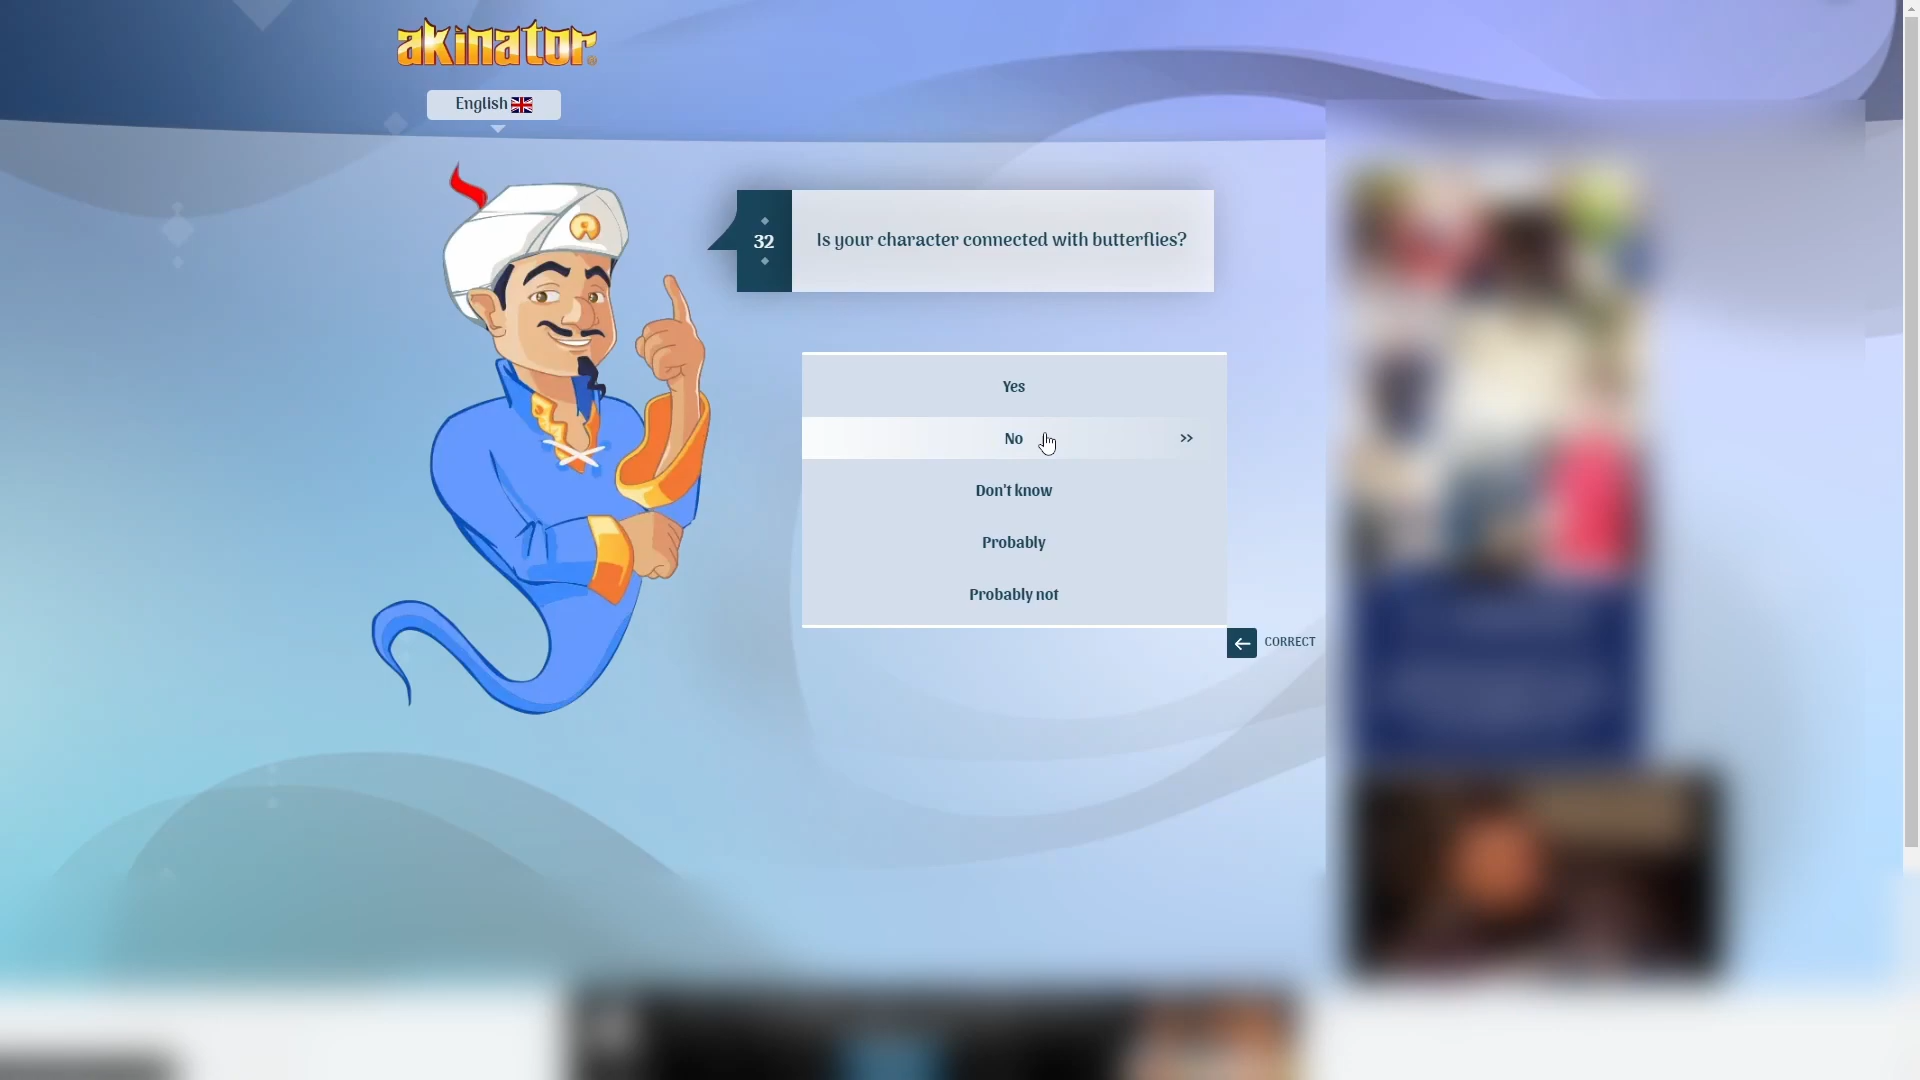 akinator®
English
32
Is your character connected with butterflies?
Yes
No >>
Don't know
Probably
Probably not
CORRECT